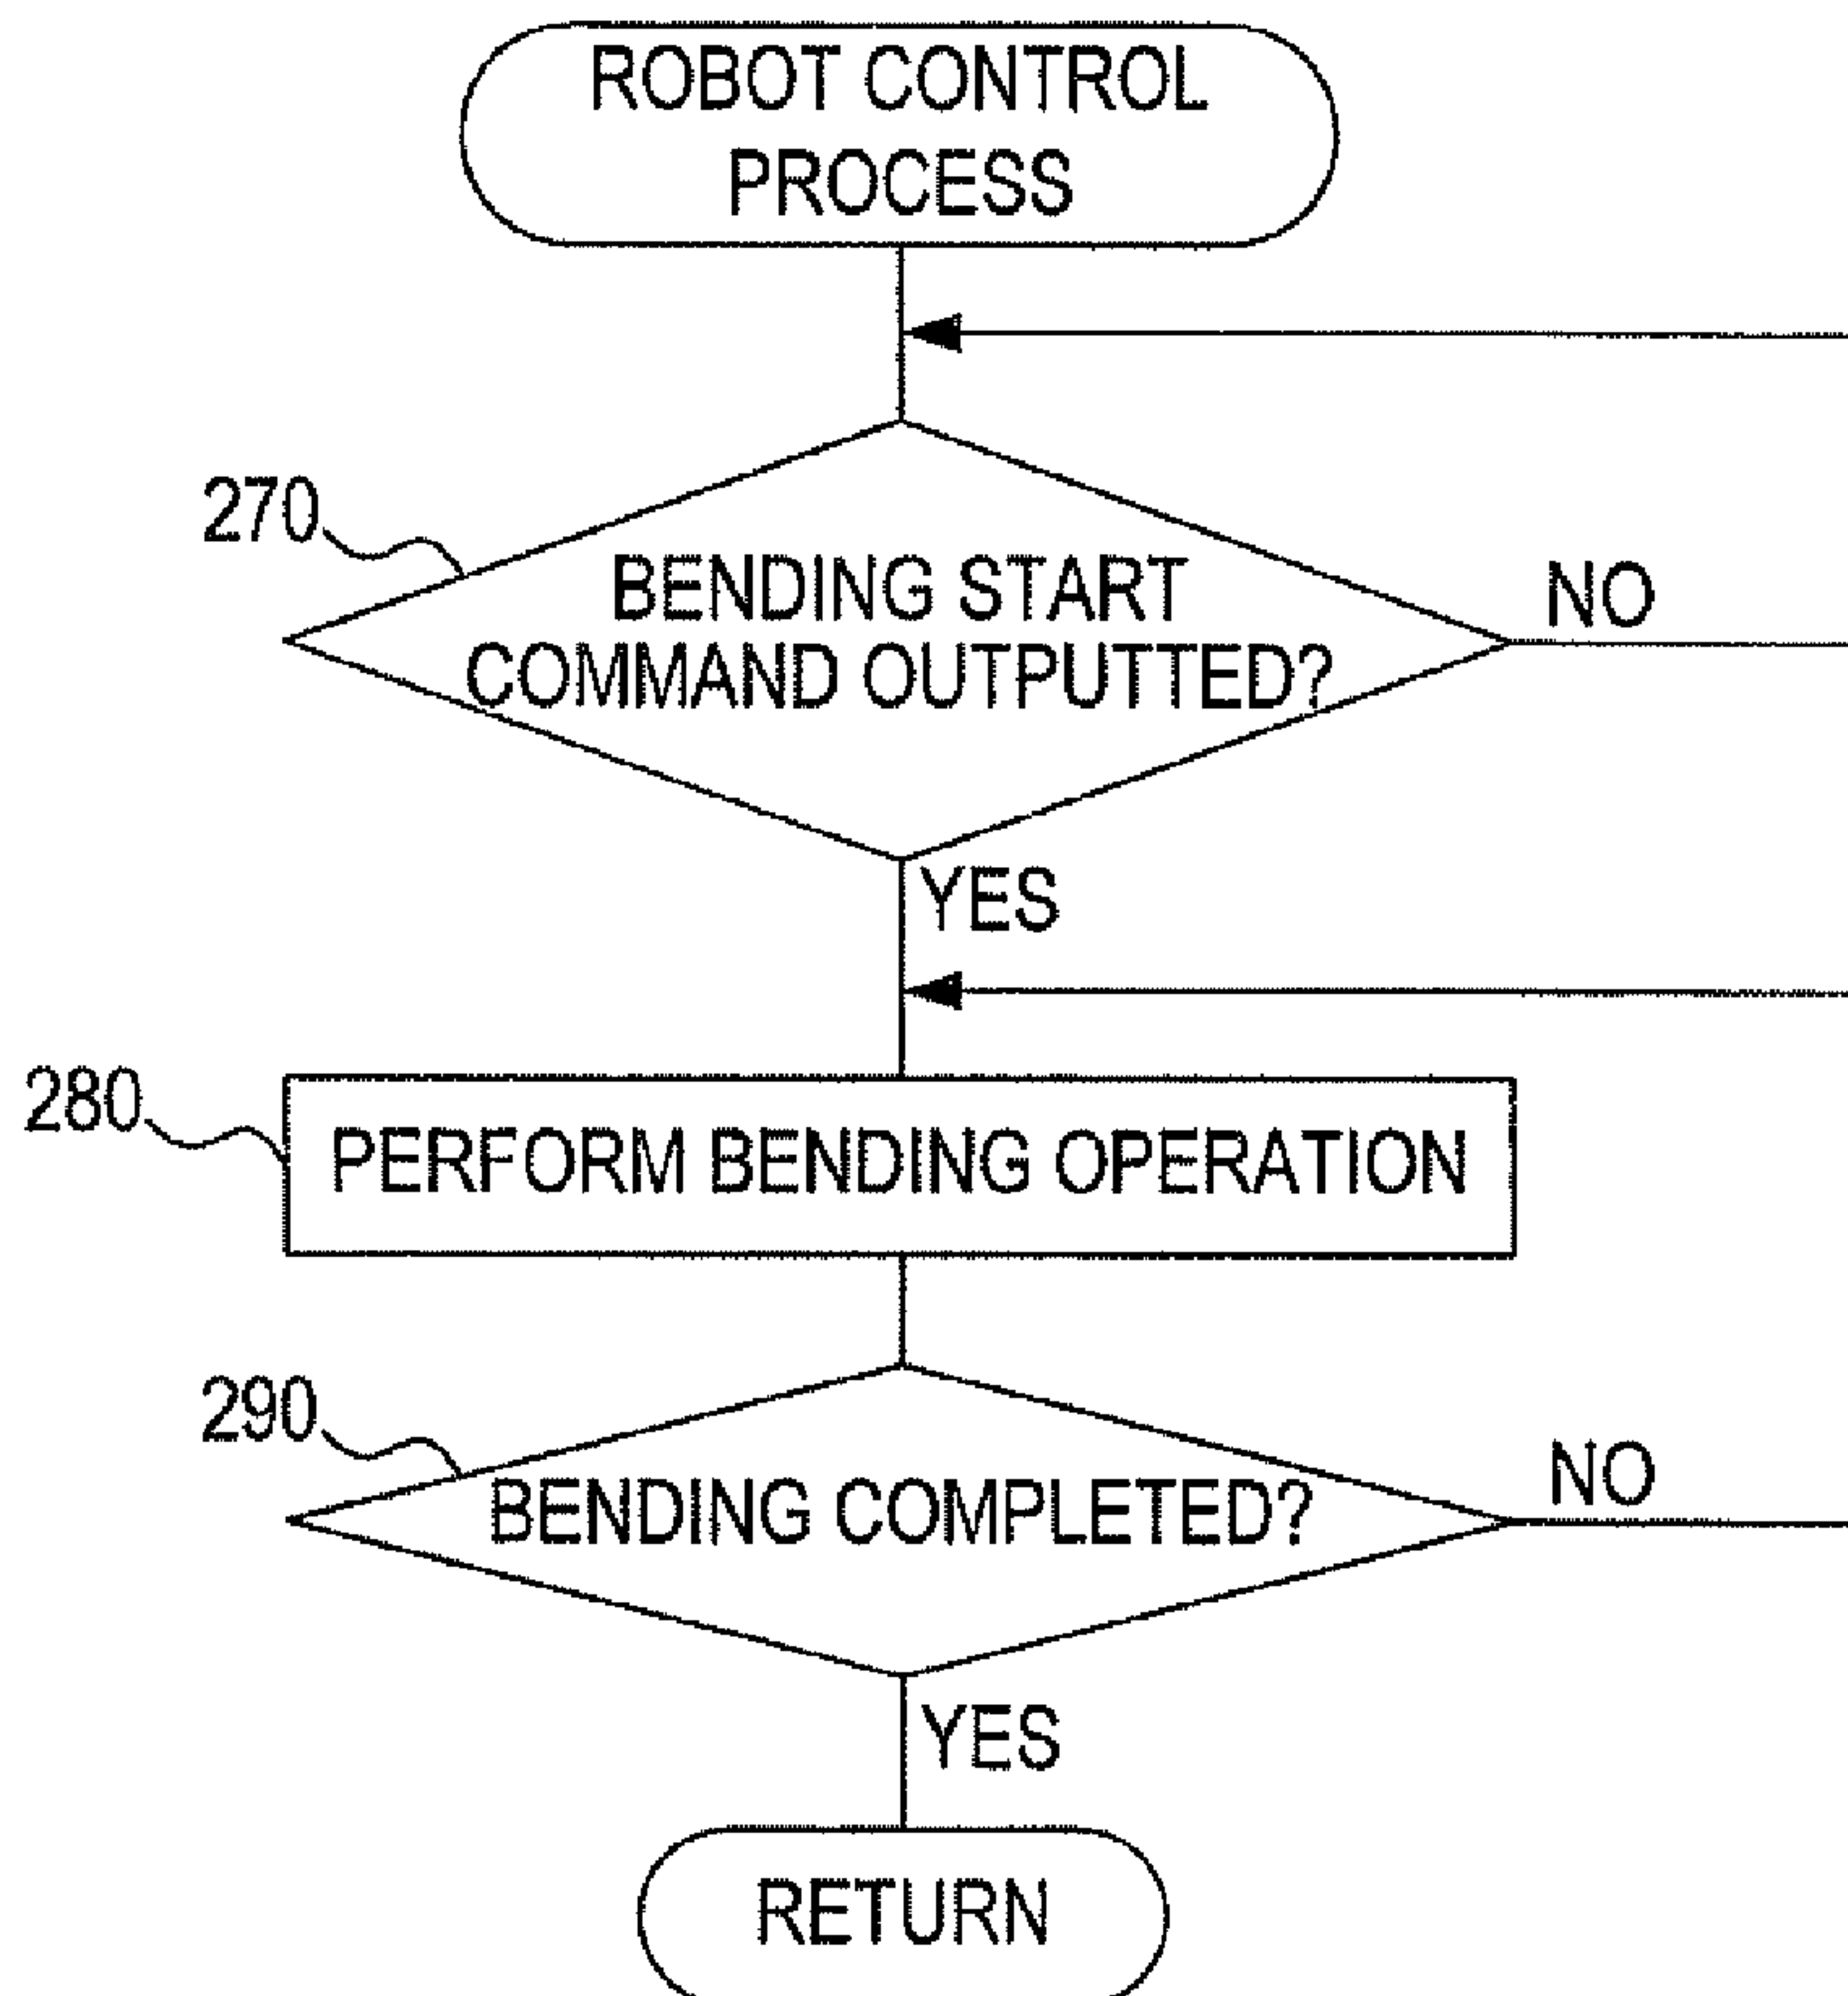 ROBOT CONTROL
PROCESS
270
BENDING START
COMMAND OUTPUTTED?
NO
YES
280
PERFORM BENDING OPERATION
290
BENDING COMPLETED?
NO
YES
RETURN